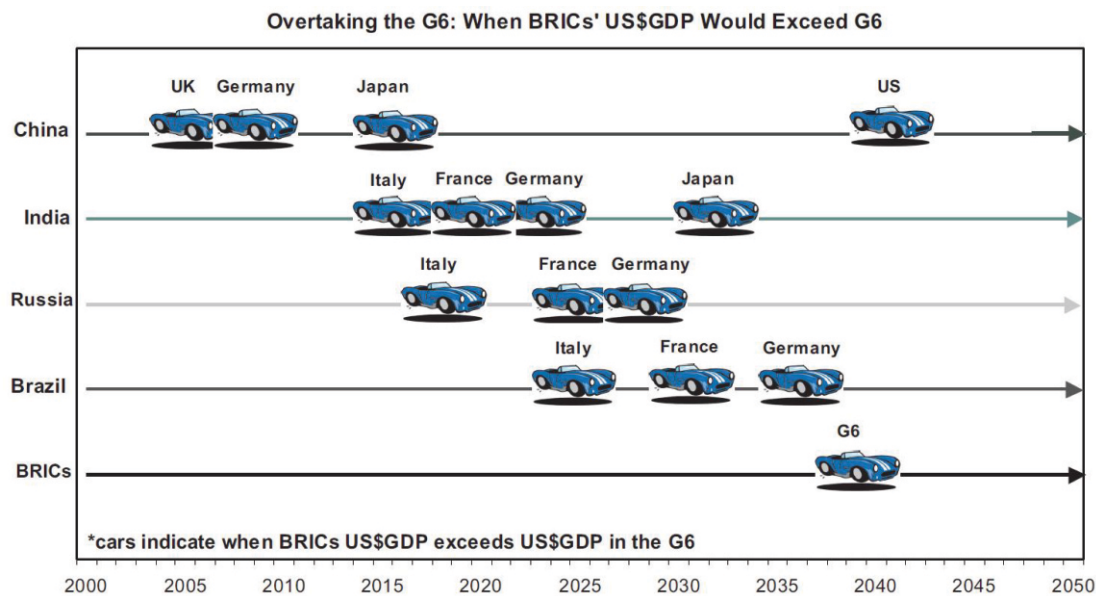 Overtaking the G6: When BRICs' US$GDP Would Exceed G6
UK Germany Japan US
China
Italy France Germany Japan
India
Italy France Germany
Russia
Italy France Germany
Brazil
G6
BRICs
*cars indicate when BRICs US$GDP exceeds US$GDP in the G6
2000 2005 2010 2015 2020 2025 2030 2035 2040 2045 2050